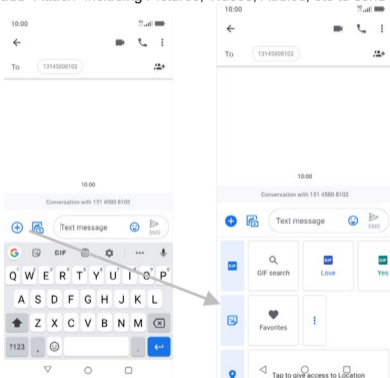 add "Attach" including Pictures, Videos, Audios, etc to send
10:00
To 13145808102
10:00
Conversation with 131 4580 8102
Text message SMS
G GIF
Q W E R T Y U I O P
A S D F G H J K L
Z X C V B N M
?123 , .
10:00
To 13145808102
10:00
Conversation with 131 4580 8102
Text message SMS
GIF GIF search GIF Love GIF Yes
Favorites
Tap to give access to Location